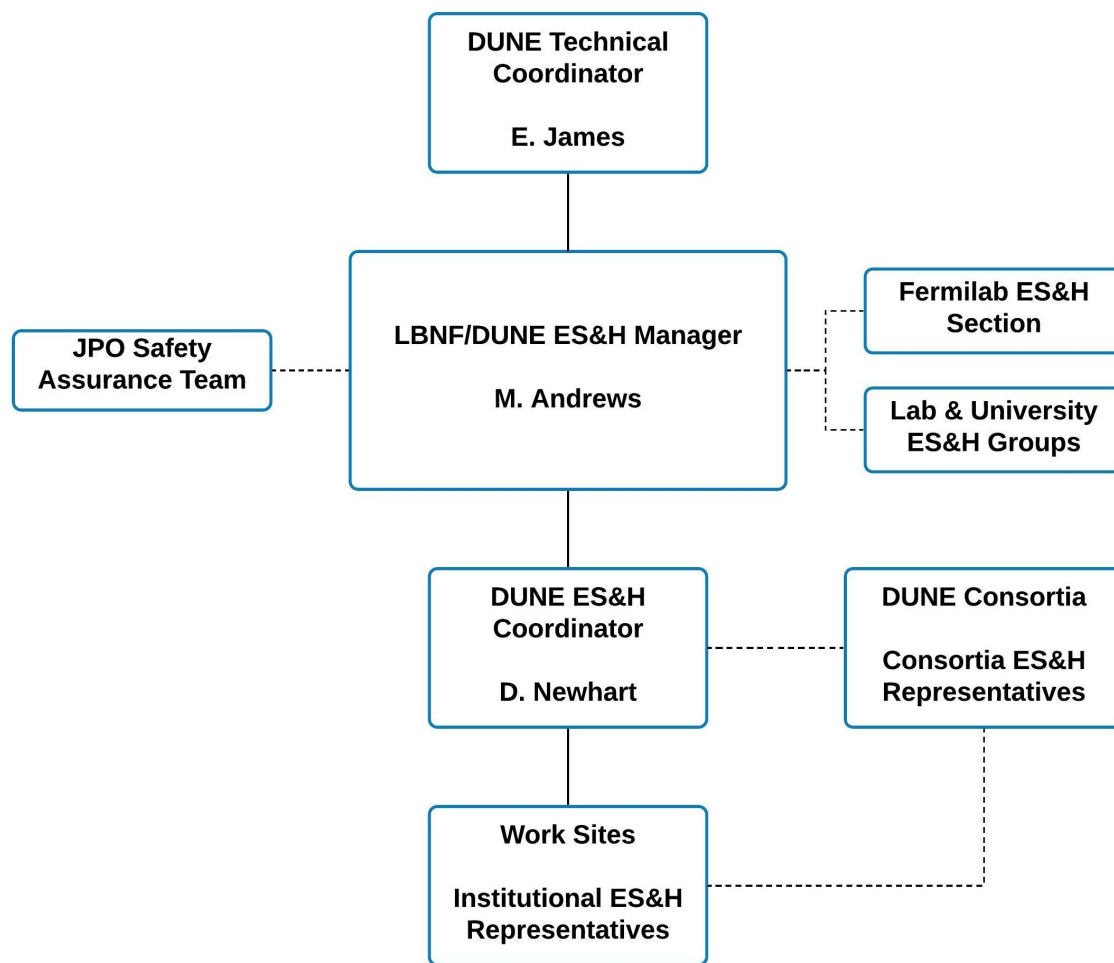 DUNE Technical
Coordinator
E. James
LBNF/DUNE ES&H Manager
M. Andrews
JPO Safety
Assurance Team
Fermilab ES&H
Section
Lab & University
ES&H Groups
DUNE ES&H
Coordinator
D. Newhart
DUNE Consortia
Consortia ES&H
Representatives
Work Sites
Institutional ES&H
Representatives